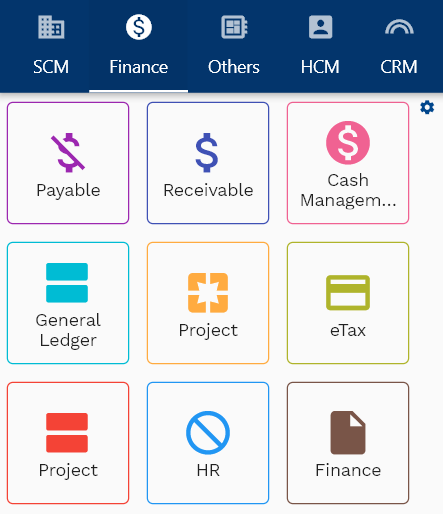 SCM Finance Others HCM CRM
Payable Receivable Cash
Managem...
General
Ledger Project eTax
Project HR Finance